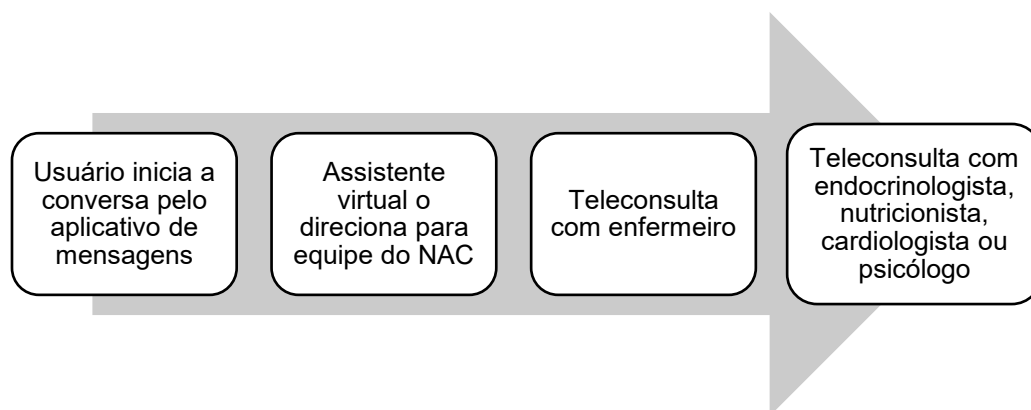 Usuário inicia a
conversa pelo
aplicativo de
mensagens
Assistente
virtual o
direciona para
equipe do NAC
Teleconsulta
com enfermeiro
Teleconsulta com
endocrinologista,
nutricionista,
cardiologista ou
psicólogo